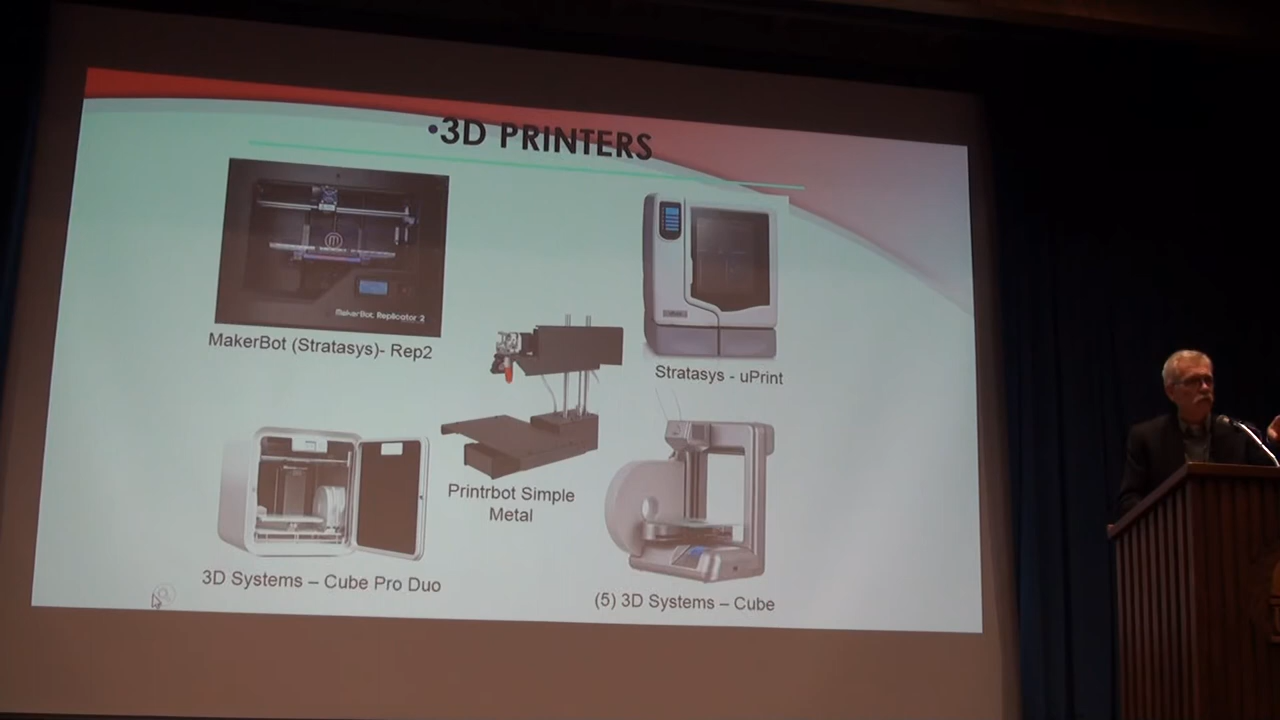 •3D PRINTERS
MakerBot Replicator 2
MakerBot (Stratasys)- Rep2
Stratasys - uPrint
Printrbot Simple
Metal
3D Systems – Cube Pro Duo
(5) 3D Systems – Cube